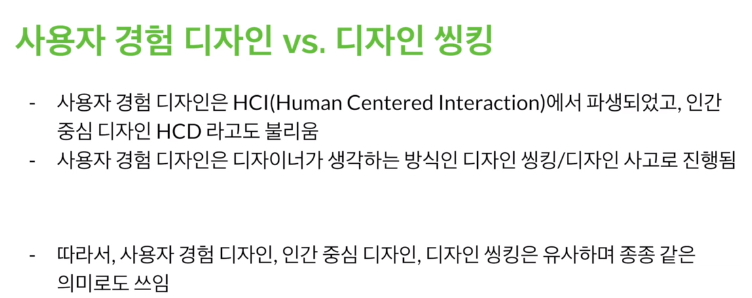 사용자 경험 디자인 vs. 디자인 씽킹
- 사용자 경험 디자인은 HCI(Human Centered Interaction)에서 파생되었고, 인간
중심 디자인 HCD 라고도 불리움
- 사용자 경험 디자인은 디자이너가 생각하는 방식인 디자인 씽킹/디자인 사고로 진행됨
- 따라서, 사용자 경험 디자인, 인간 중심 디자인, 디자인 씽킹은 유사하며 종종 같은
의미로도 쓰임